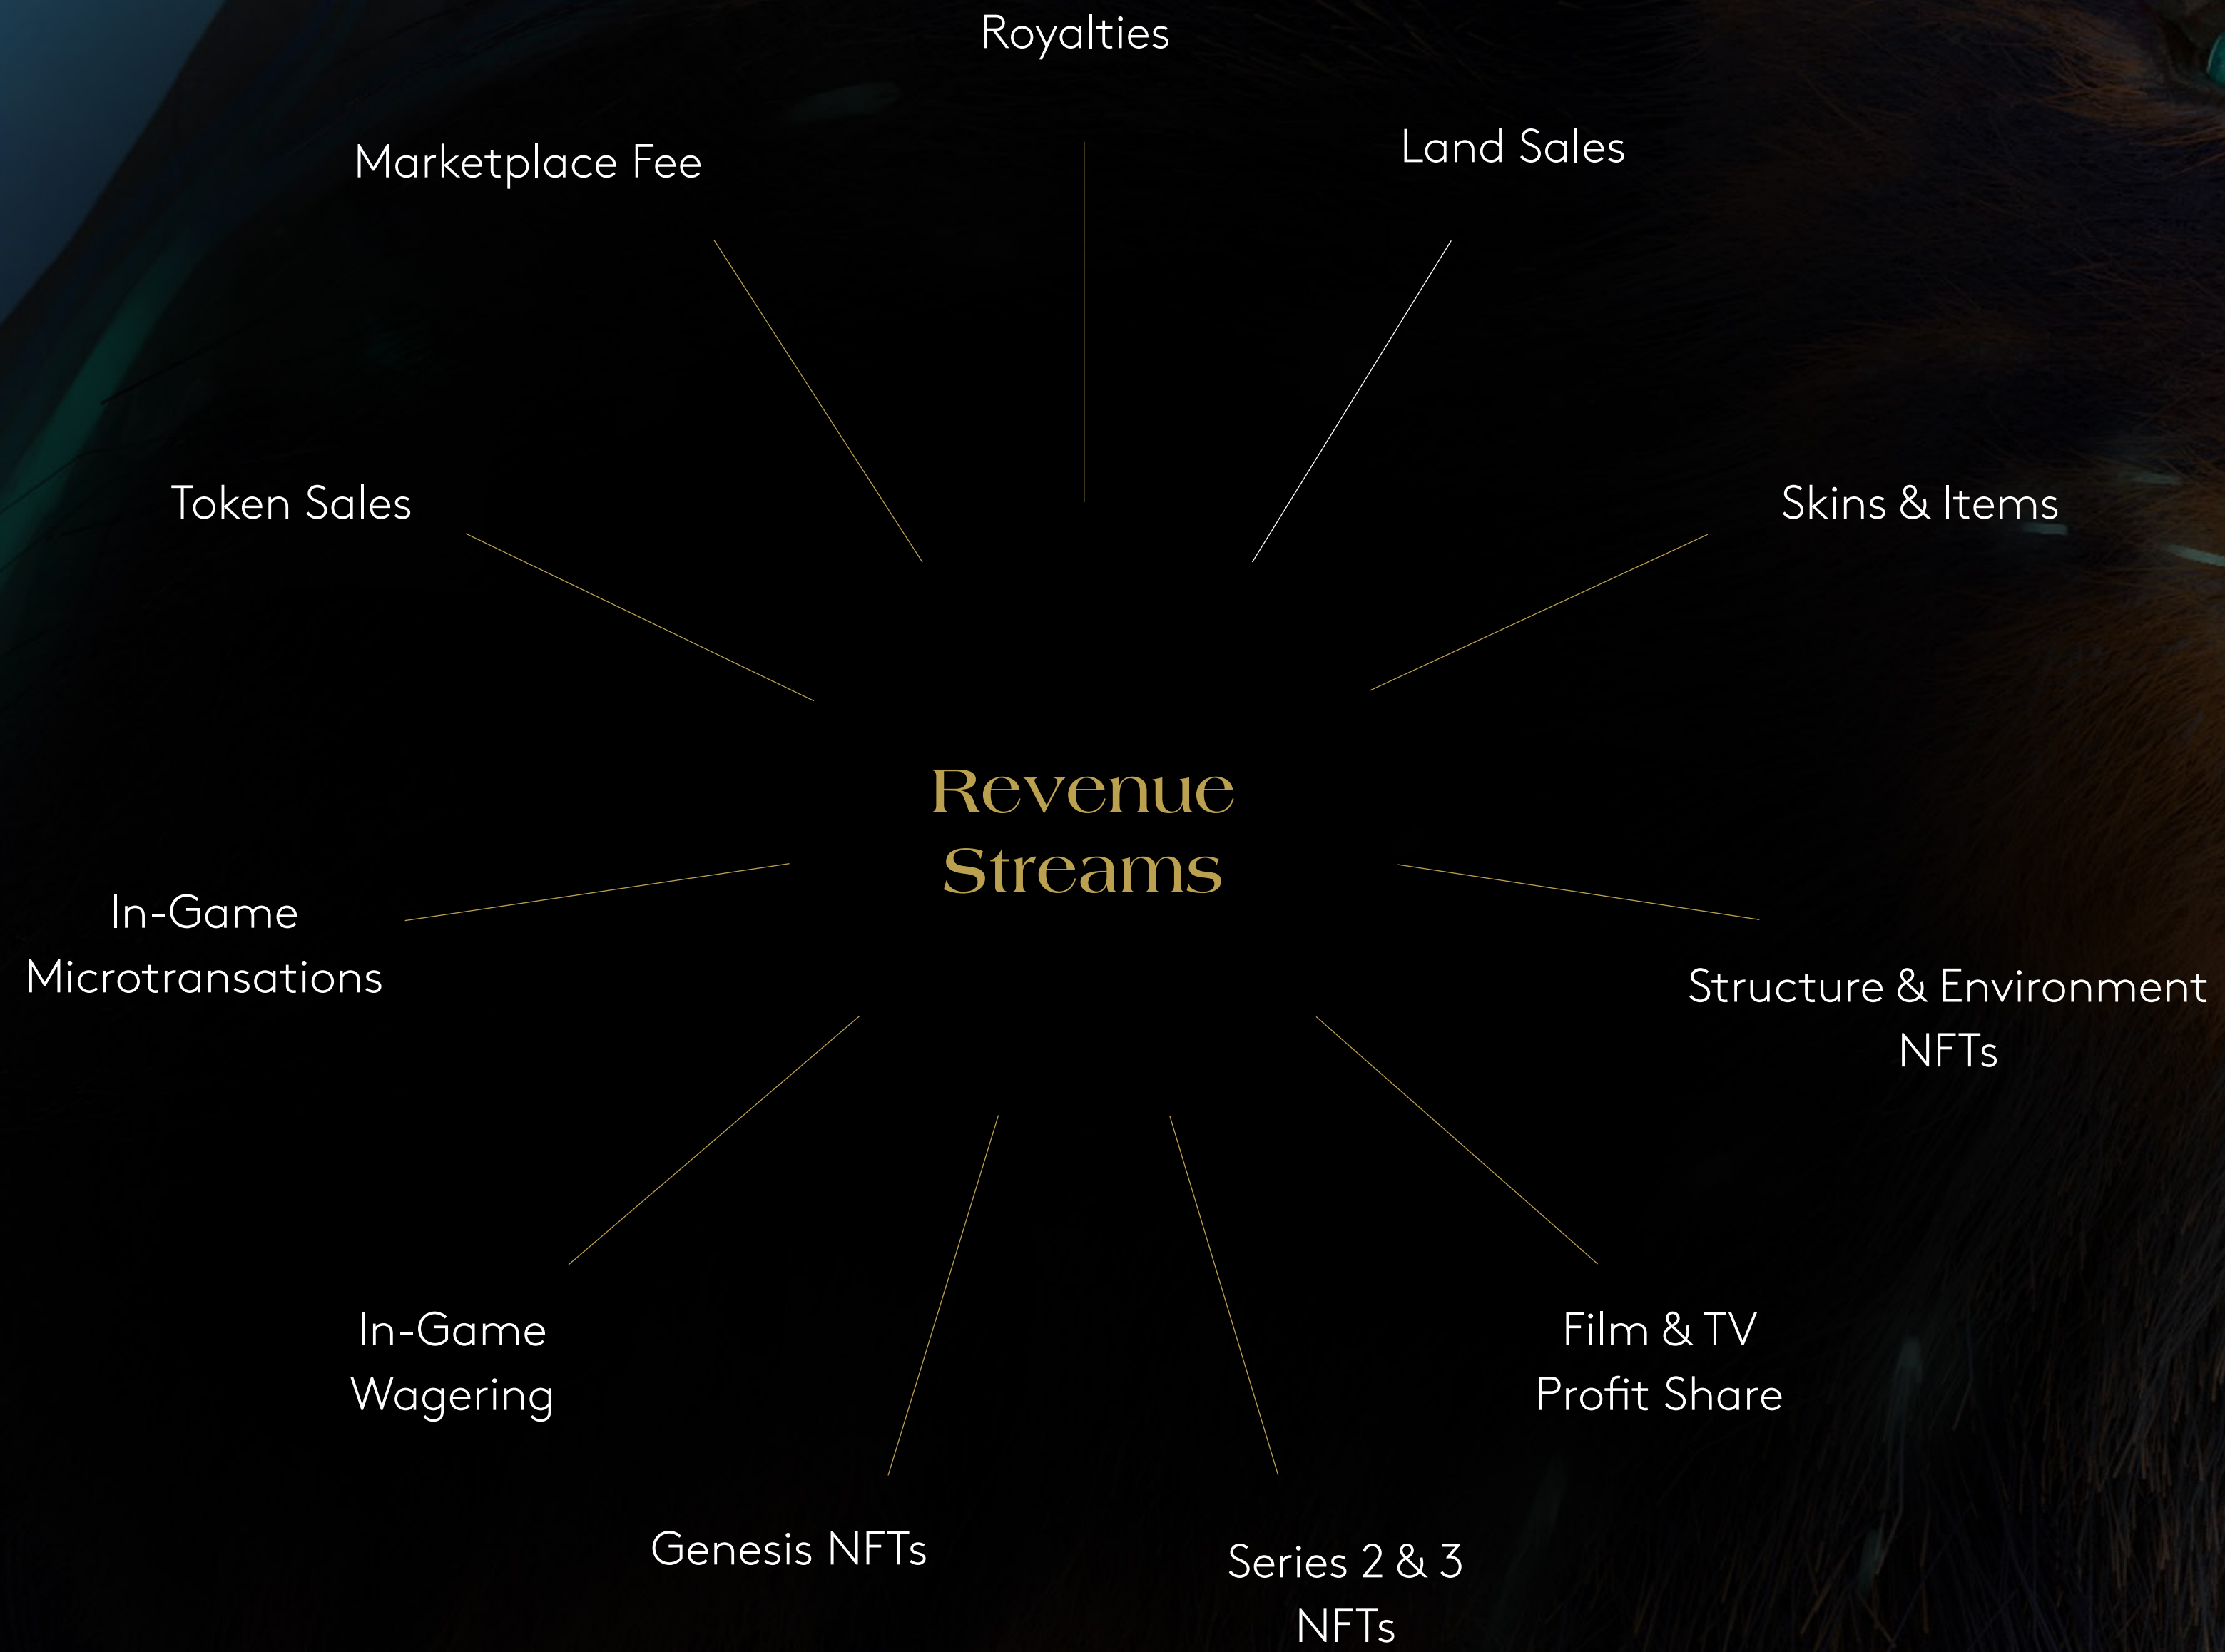 Royalties
Land Sales
Marketplace Fee
Token Sales
Skins & Items
Revenue
Streams
In-Game
Microtransations
Structure & Environment
NFTs
In-Game
Wagering
Film & TV
Profit Share
Genesis NFTs
Series 2 & 3
NFTs